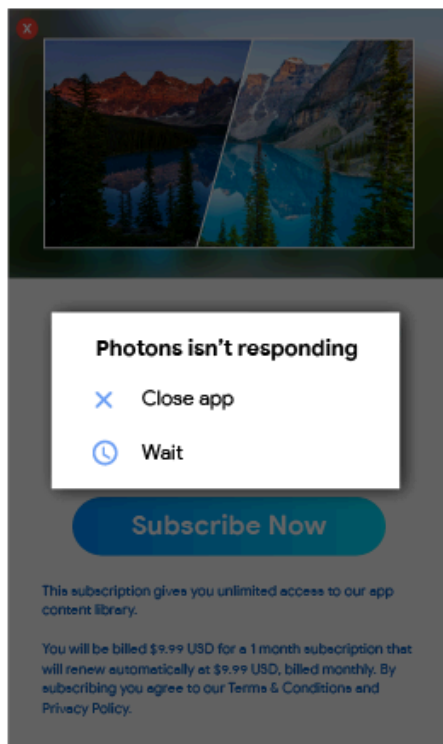 X
Photons isn't responding
Close app
Wait
Subscribe Now
This subscription gives you unlimited access to our app
content library.
You will be billed $9.99 USD for a 1 month subscription that
will renew automatically at $9.99 USD, billed monthly. By
subscribing you agree to our Terms & Conditions and
Privacy Policy.